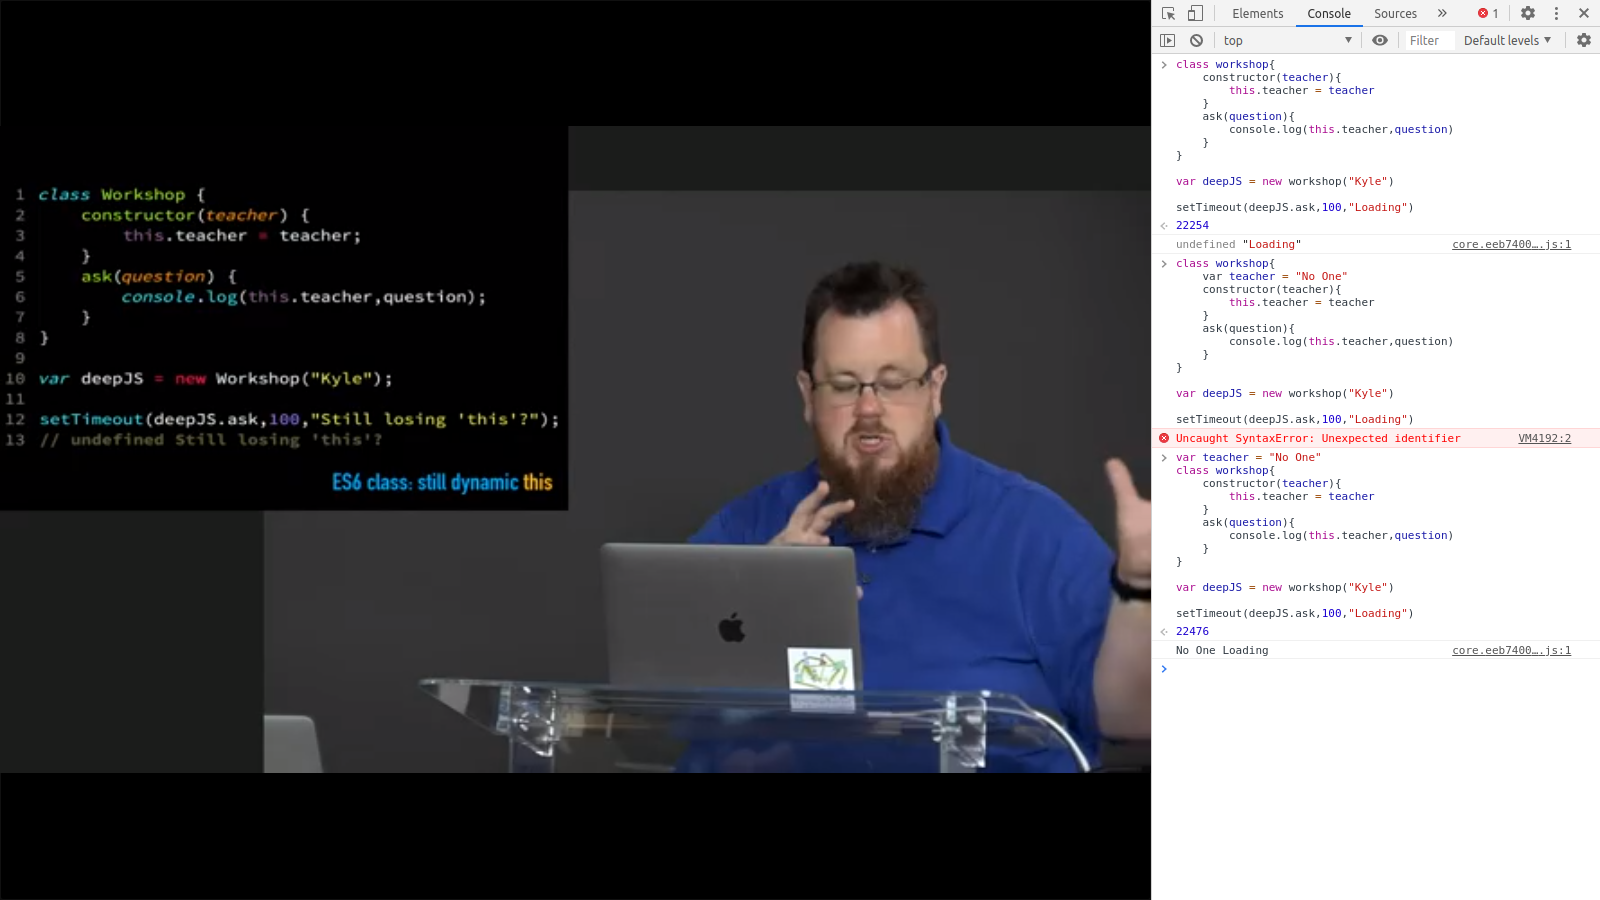 1 class Workshop {
2 constructor(teacher) {
3 this.teacher = teacher;
4 }
5 ask(question) {
6 console.log(this.teacher,question);
7 }
8 }
9
10 var deepJS = new Workshop("Kyle");
11
12 setTimeout(deepJS.ask,100,"Still losing 'this'?");
13 // undefined Still losing 'this'?
ES6 class: still dynamic this
Elements Console Sources » 1
top Filter Default levels
> class workshop{
constructor(teacher){
this.teacher = teacher
}
ask(question){
console.log(this.teacher,question)
}
}
var deepJS = new workshop("Kyle")
setTimeout(deepJS.ask,100,"Loading")
22254
undefined "Loading" core.eeb7400….js:1
> class workshop{
var teacher = "No One"
constructor(teacher){
this.teacher = teacher
}
ask(question){
console.log(this.teacher,question)
}
}
var deepJS = new workshop("Kyle")
setTimeout(deepJS.ask,100,"Loading")
Uncaught SyntaxError: Unexpected identifier VM4192:2
> var teacher = "No One"
class workshop{
constructor(teacher){
this.teacher = teacher
}
ask(question){
console.log(this.teacher,question)
}
}
var deepJS = new workshop("Kyle")
setTimeout(deepJS.ask,100,"Loading")
22476
No One Loading core.eeb7400….js:1
>